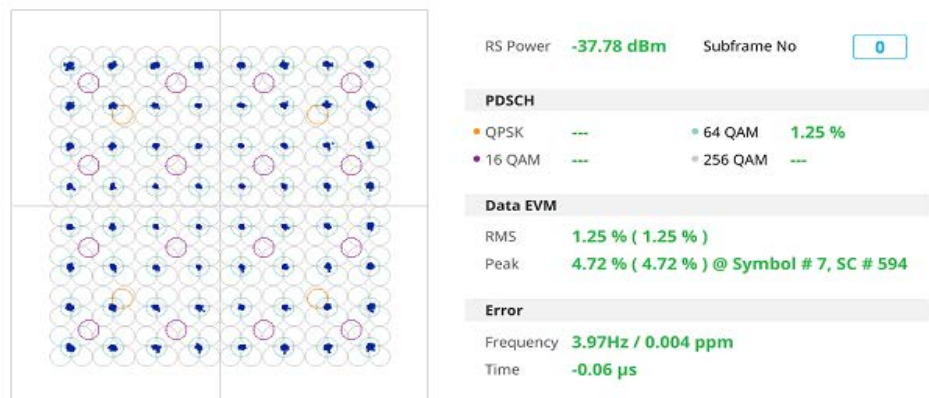 RS Power -37.78 dBm Subframe No 0
PDSCH
QPSK --- 64 QAM 1.25 %
16 QAM --- 256 QAM ---
Data EVM
RMS 1.25 % ( 1.25 % )
Peak 4.72 % ( 4.72 % ) @ Symbol # 7, SC # 594
Error
Frequency 3.97Hz / 0.004 ppm
Time -0.06 µs